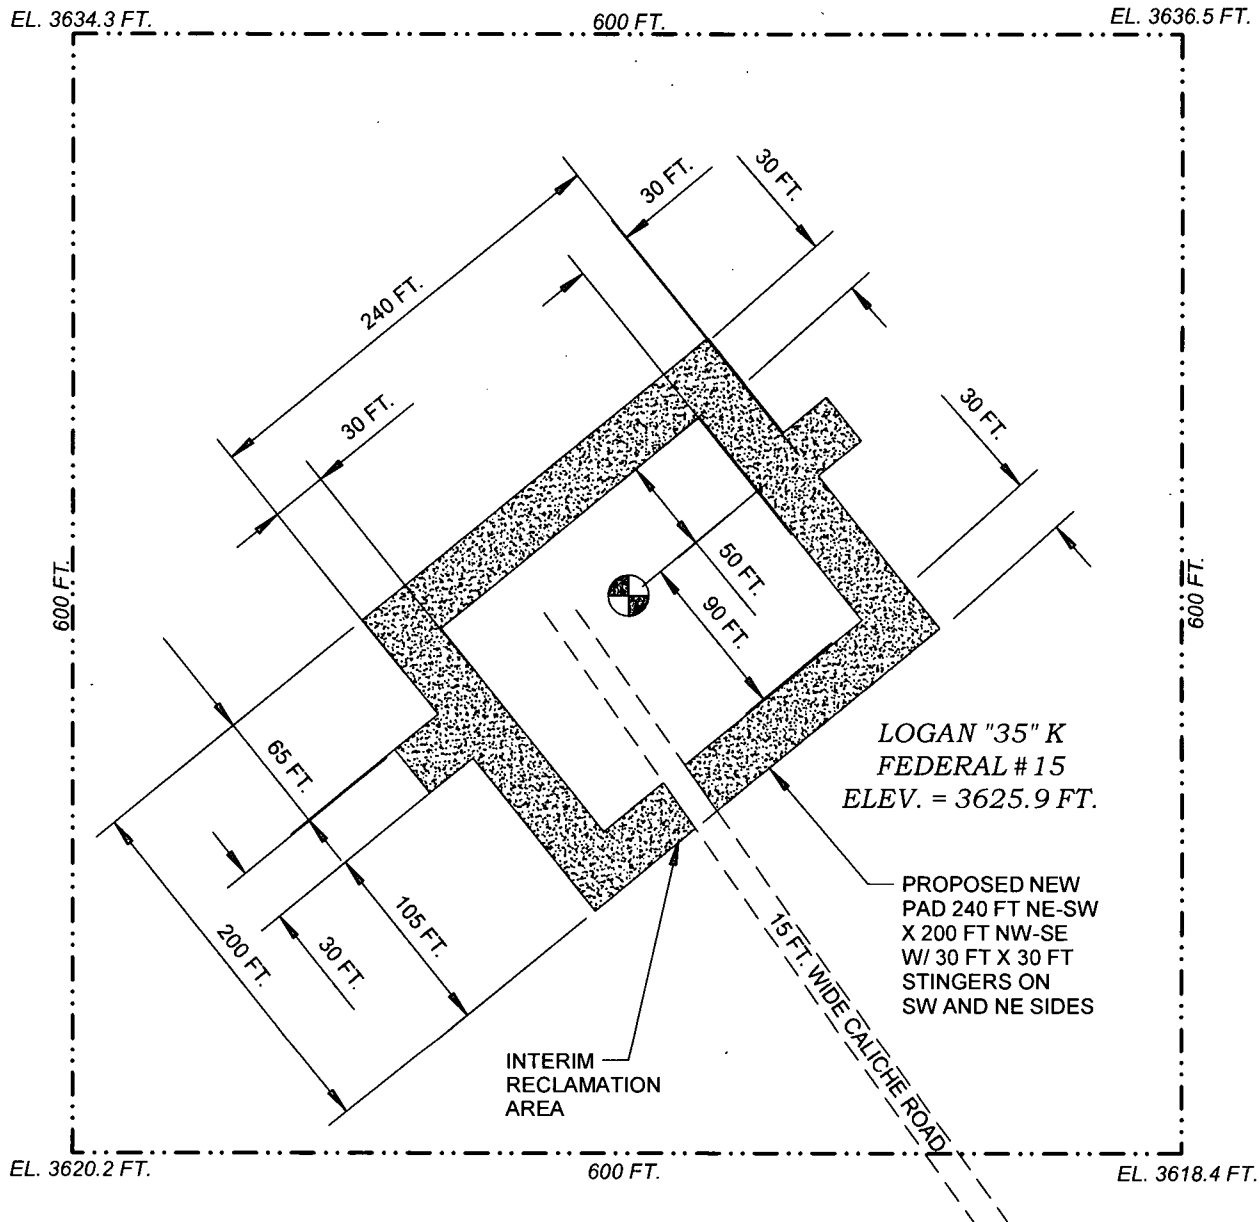 EL. 3634.3 FT.
600 FT.
EL. 3636.5 FT.
30 FT.
30 FT.
240 FT.
30 FT.
30 FT.
50 FT.
90 FT.
600 FT.
600 FT.
65 FT.
LOGAN "35" K
FEDERAL # 15
ELEV. = 3625.9 FT.
PROPOSED NEW
PAD 240 FT NE-SW
X 200 FT NW-SE
W/ 30 FT X 30 FT
STINGERS ON
SW AND NE SIDES
105 FT.
30 FT.
200 FT.
15 FT. WIDE CALICHE ROAD
INTERIM
RECLAMATION
AREA
EL. 3620.2 FT.
600 FT.
EL. 3618.4 FT.